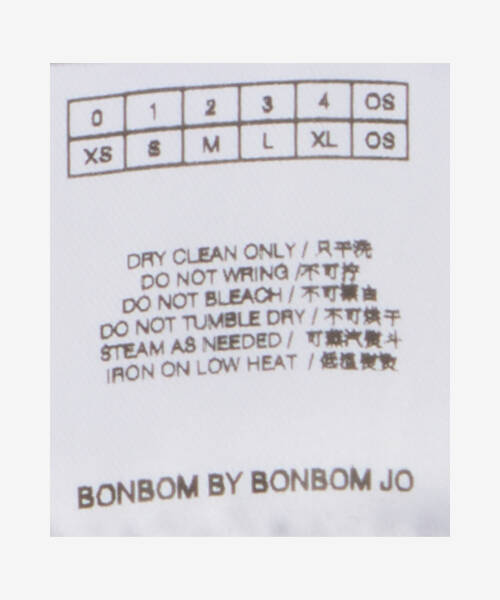 0 1 2 3 4 OS
XS S M L XL OS
DRY CLEAN ONLY / 只干洗
DO NOT WRING /不可拧
DO NOT BLEACH / 不可漂白
DO NOT TUMBLE DRY / 不可烘干
STEAM AS NEEDED / 可蒸汽熨斗
IRON ON LOW HEAT / 低温熨烫
BONBOM BY BONBOM JO